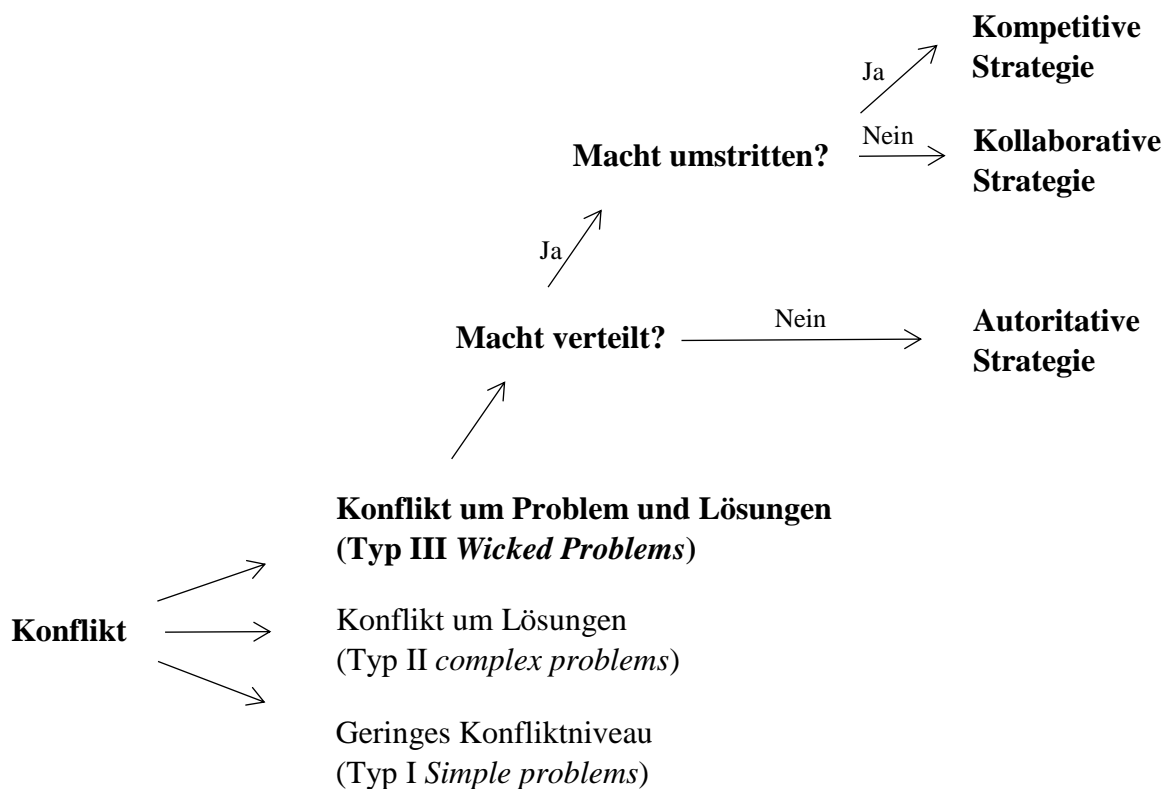 Kompetitive
Strategie
Ja
Nein
Macht umstritten?
Kollaborative
Strategie
Ja
Nein
Macht verteilt?
Autoritative
Strategie
Konflikt um Problem und Lösungen
(Typ III Wicked Problems)
Konflikt
Konflikt um Lösungen
(Typ II complex problems)
Geringes Konfliktniveau
(Typ I Simple problems)